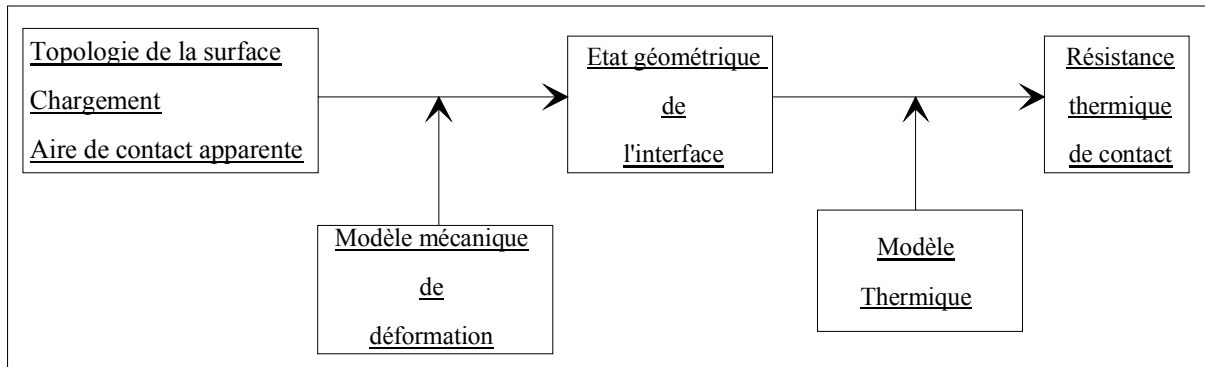 Topologie de la surface
Chargement
Aire de contact apparente
Etat géométrique
de
l'interface
Résistance
thermique
de contact
Modèle mécanique
de
déformation
Modèle
Thermique